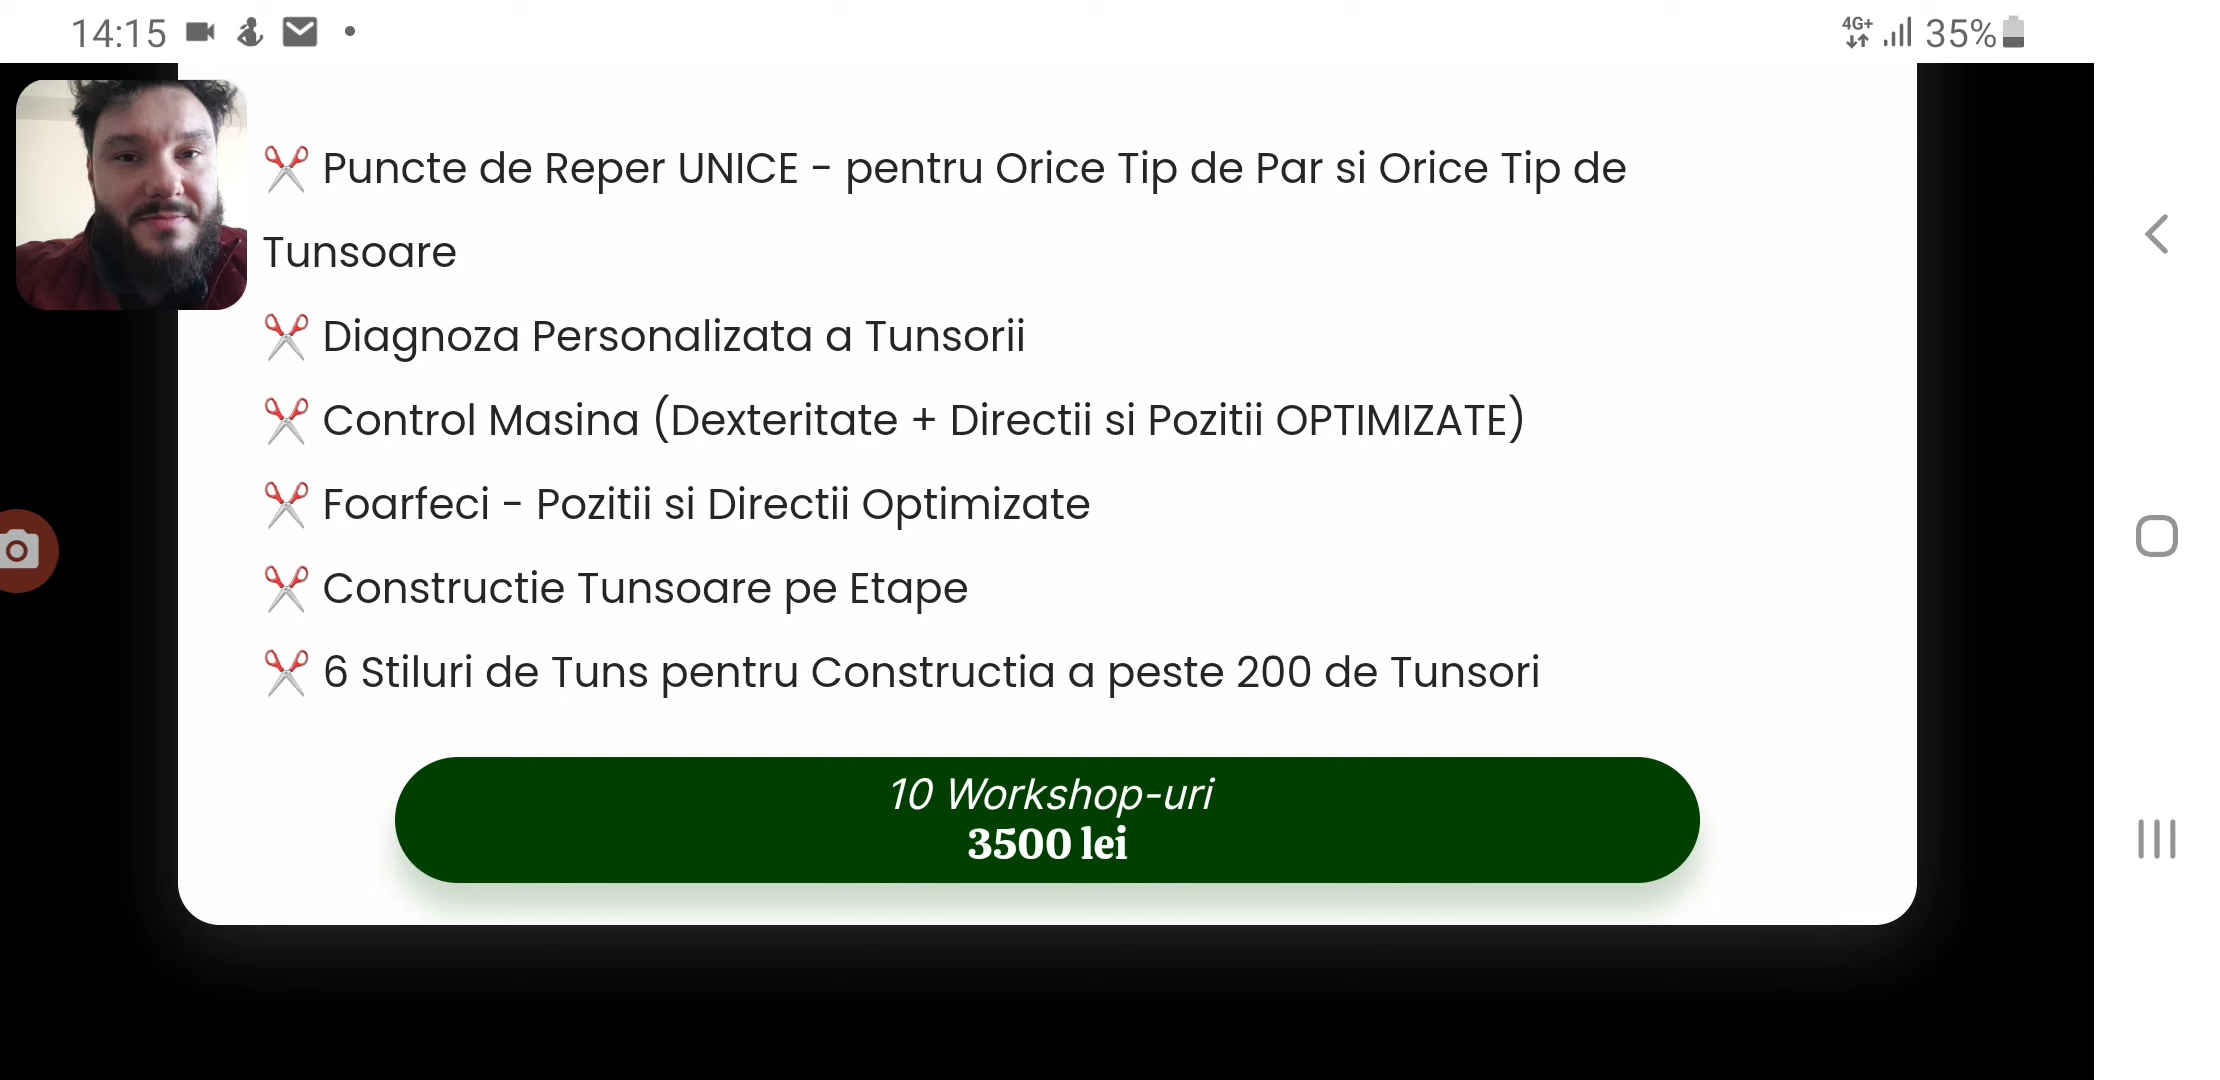 14:15
4G+
35%
Puncte de Reper UNICE - pentru Orice Tip de Par si Orice Tip de
Tunsoare
Diagnoza Personalizata a Tunsorii
Control Masina (Dexteritate + Directii si Pozitii OPTIMIZATE)
Foarfeci - Pozitii si Directii Optimizate
Constructie Tunsoare pe Etape
6 Stiluri de Tuns pentru Constructia a peste 200 de Tunsori
10 Workshop-uri
3500 lei